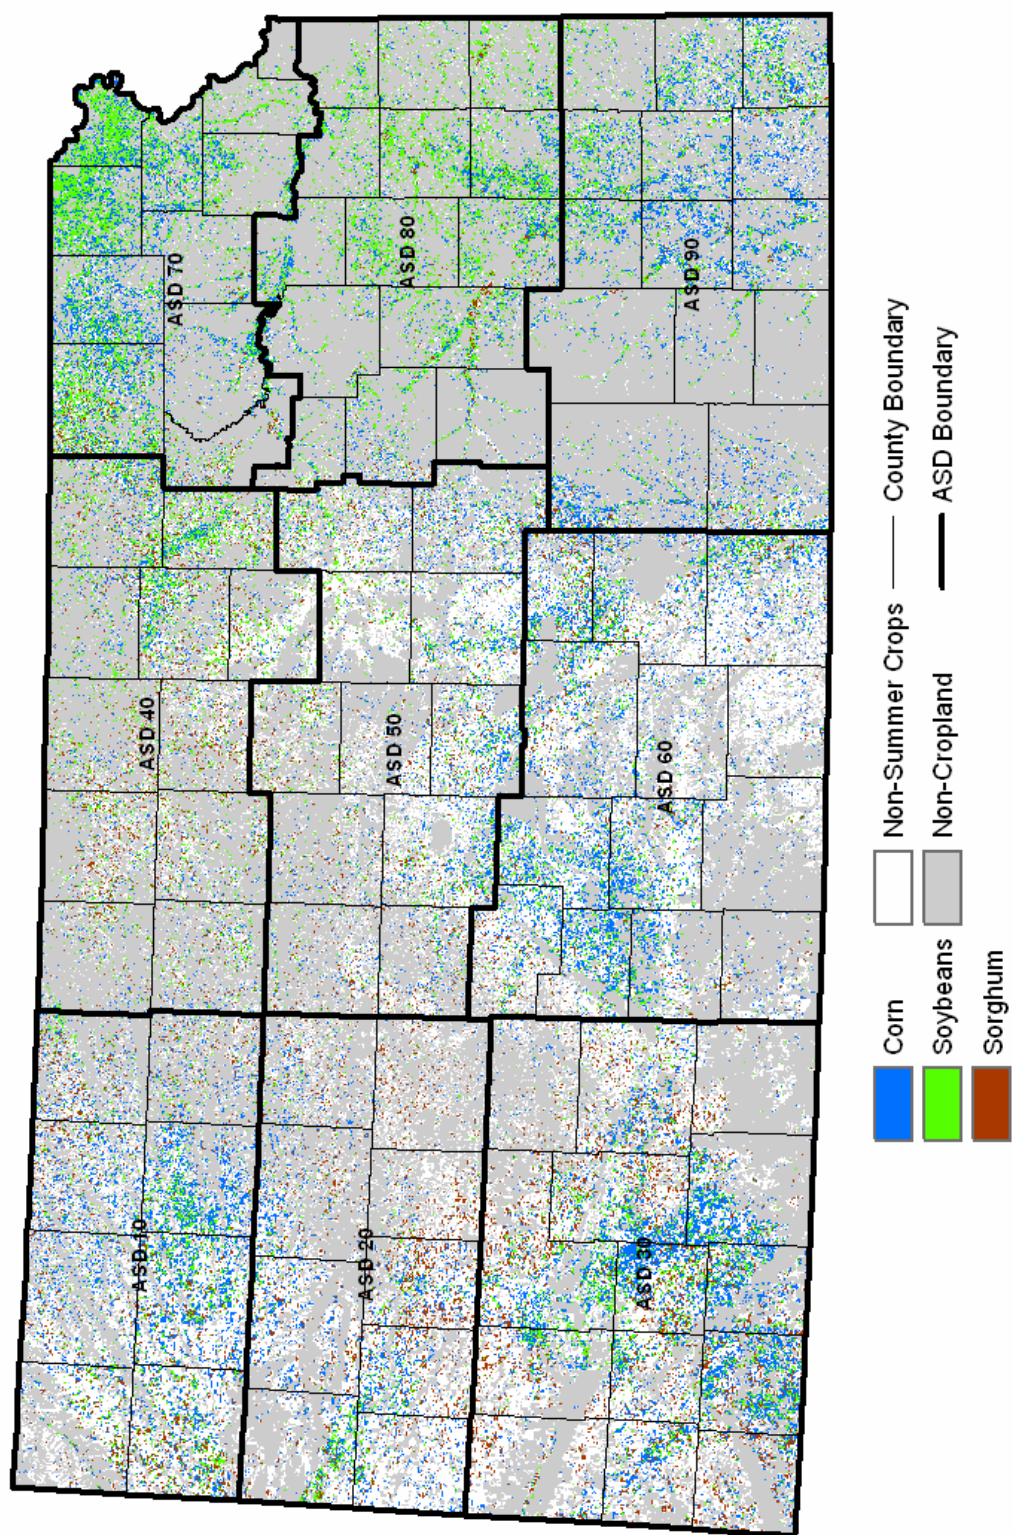 ASD 10
ASD 40
ASD 70
ASD 20
ASD 50
ASD 80
ASD 30
ASD 60
ASD 90
Corn
Soybeans
Sorghum
Non-Summer Crops
Non-Cropland
County Boundary
ASD Boundary